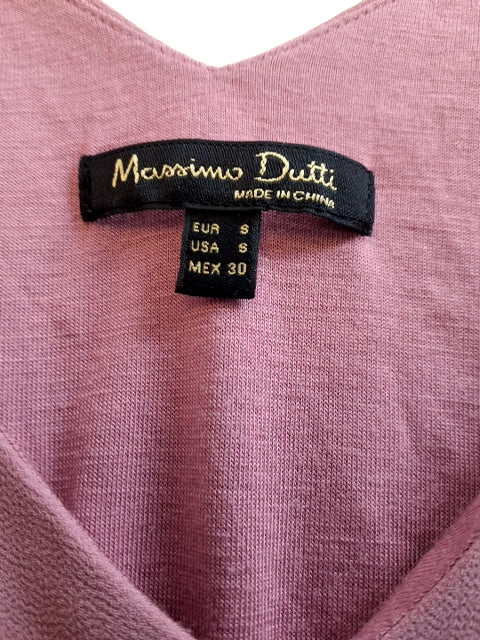 Massimo Dutti
MADE IN CHINA
EUR S
USA S
MEX 30